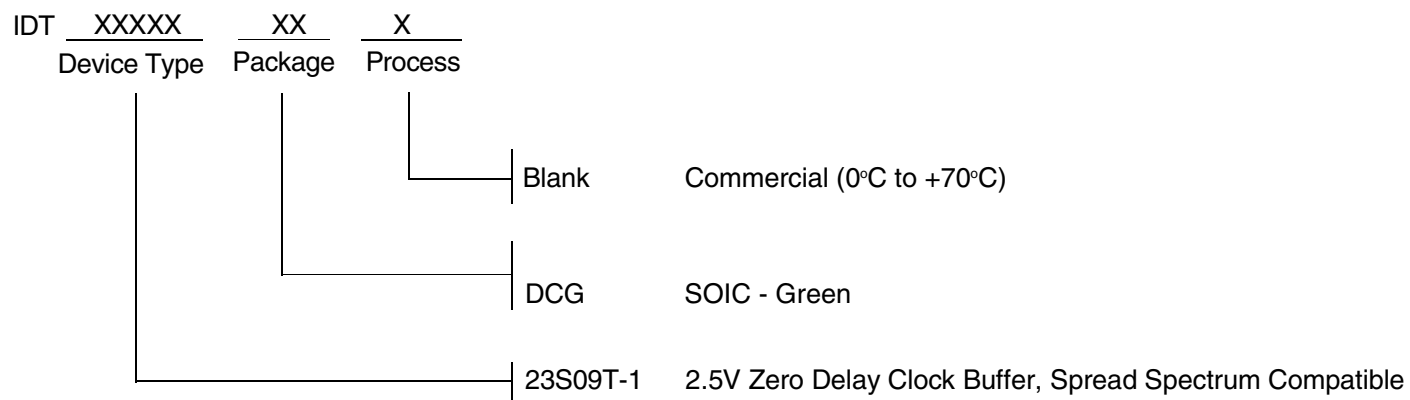 IDT XXXXX XX X
Device Type Package Process
Blank Commercial (0°C to +70°C)
DCG SOIC - Green
23S09T-1 2.5V Zero Delay Clock Buffer, Spread Spectrum Compatible